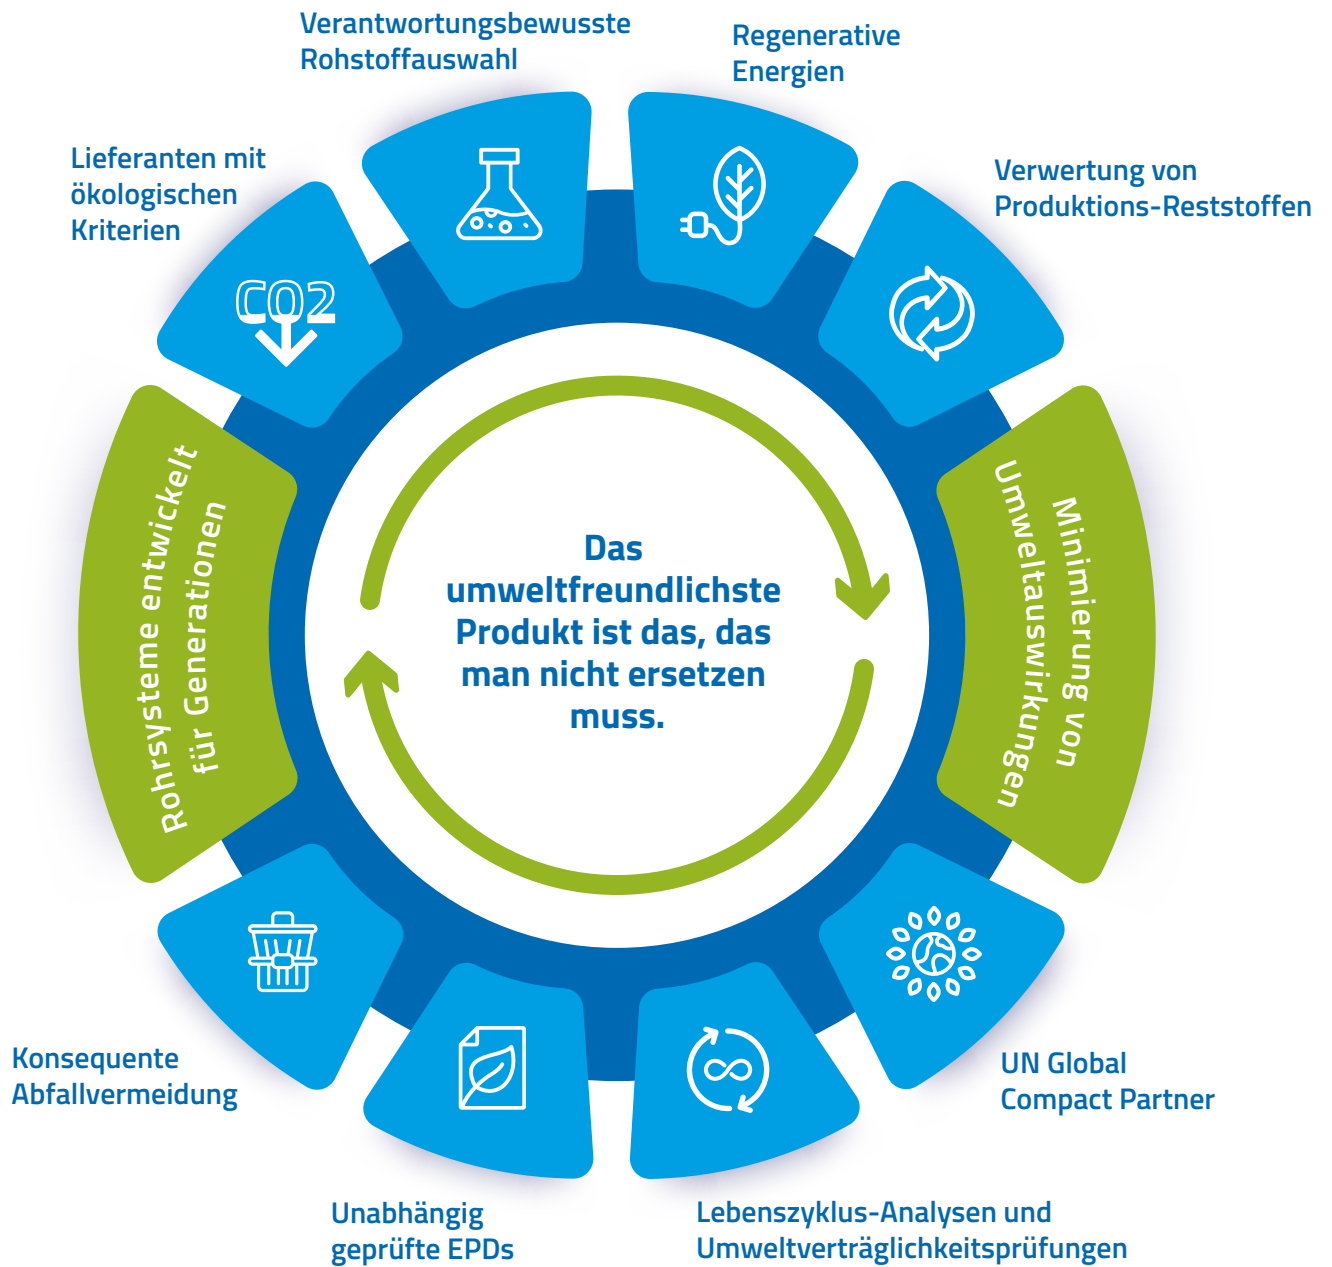 Verantwortungsbewusste
Rohstoffauswahl
Regenerative
Energien
Lieferanten mit
ökologischen
Kriterien
Verwertung von
Produktions-Reststoffen
CO2
Rohrsysteme entwickelt
für Generationen
Das
umweltfreundlichste
Produkt ist das, das
man nicht ersetzen
muss.
Minimierung von
Umweltauswirkungen
Konsequente
Abfallvermeidung
UN Global
Compact Partner
Unabhängig
geprüfte EPDs
Lebenszyklus-Analysen und
Umweltverträglichkeitsprüfungen